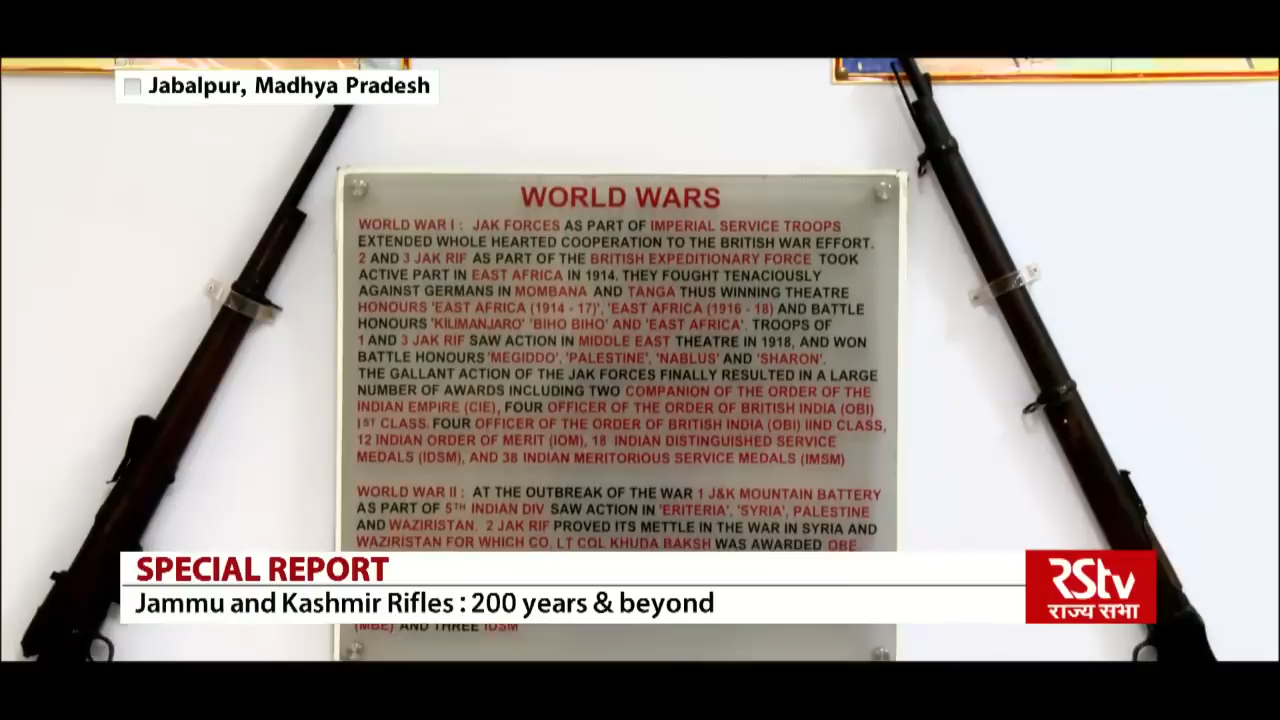 Jabalpur, Madhya Pradesh
WORLD WARS
WORLD WAR I : JAK FORCES AS PART OF IMPERIAL SERVICE TROOPS
EXTENDED WHOLE HEARTED COOPERATION TO THE BRITISH WAR EFFORT.
2 AND 3 JAK RIF AS PART OF THE BRITISH EXPEDITIONARY FORCE TOOK
ACTIVE PART IN EAST AFRICA IN 1914. THEY FOUGHT TENACIOUSLY
AGAINST GERMANS IN MOMBANA AND TANGA THUS WINNING THEATRE
HONOURS 'EAST AFRICA (1914 - 17)', 'EAST AFRICA (1916 - 18) AND BATTLE
HONOURS 'KILIMANJARO' 'BIHO BIHO' AND 'EAST AFRICA'. TROOPS OF
1 AND 3 JAK RIF SAW ACTION IN MIDDLE EAST THEATRE IN 1918, AND WON
BATTLE HONOURS 'MEGIDDO', 'PALESTINE', 'NABLUS' AND 'SHARON'.
THE GALLANT ACTION OF THE JAK FORCES FINALLY RESULTED IN A LARGE
NUMBER OF AWARDS INCLUDING TWO COMPANION OF THE ORDER OF THE
INDIAN EMPIRE (CIE), FOUR OFFICER OF THE ORDER OF BRITISH INDIA (OBI)
IST CLASS. FOUR OFFICER OF THE ORDER OF BRITISH INDIA (OBI) IIND CLASS,
12 INDIAN ORDER OF MERIT (IOM), 18 INDIAN DISTINGUISHED SERVICE
MEDALS (IDSM), AND 38 INDIAN MERITORIOUS SERVICE MEDALS (IMSM)
WORLD WAR II : AT THE OUTBREAK OF THE WAR 1 J&K MOUNTAIN BATTERY
AS PART OF 5TH INDIAN DIV SAW ACTION IN 'ERITERIA', 'SYRIA', PALESTINE
AND WAZIRISTAN. 2 JAK RIF PROVED ITS METTLE IN THE WAR IN SYRIA AND
WAZIRISTAN FOR WHICH CO, LT COL KHUDA BAKSH WAS AWARDED OBE
SPECIAL REPORT
Jammu and Kashmir Rifles : 200 years & beyond
RStv
राज्य सभा
(MBE) AND THREE IDSM